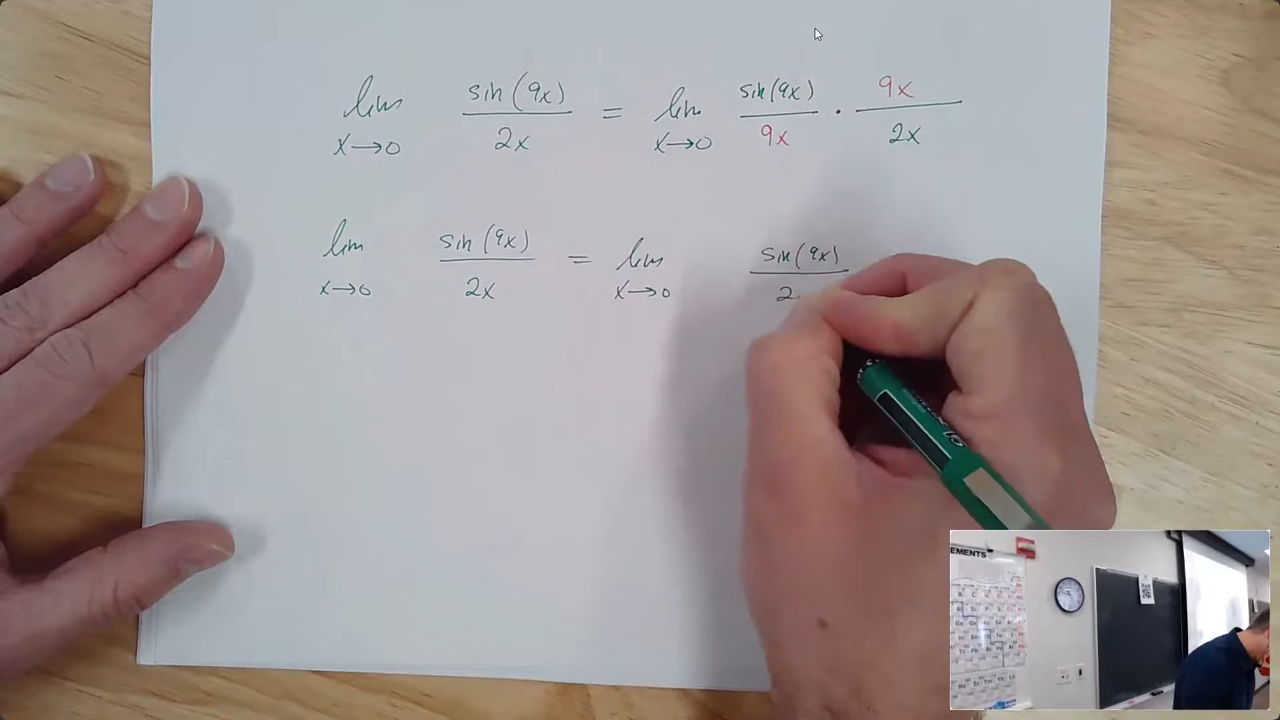 lim x→0 sin(9x)/2x = lim x→0 sin(9x)/9x · 9x/2x
lim x→0 sin(9x)/2x = lim x→0 sin(9x)/2
EMENTS